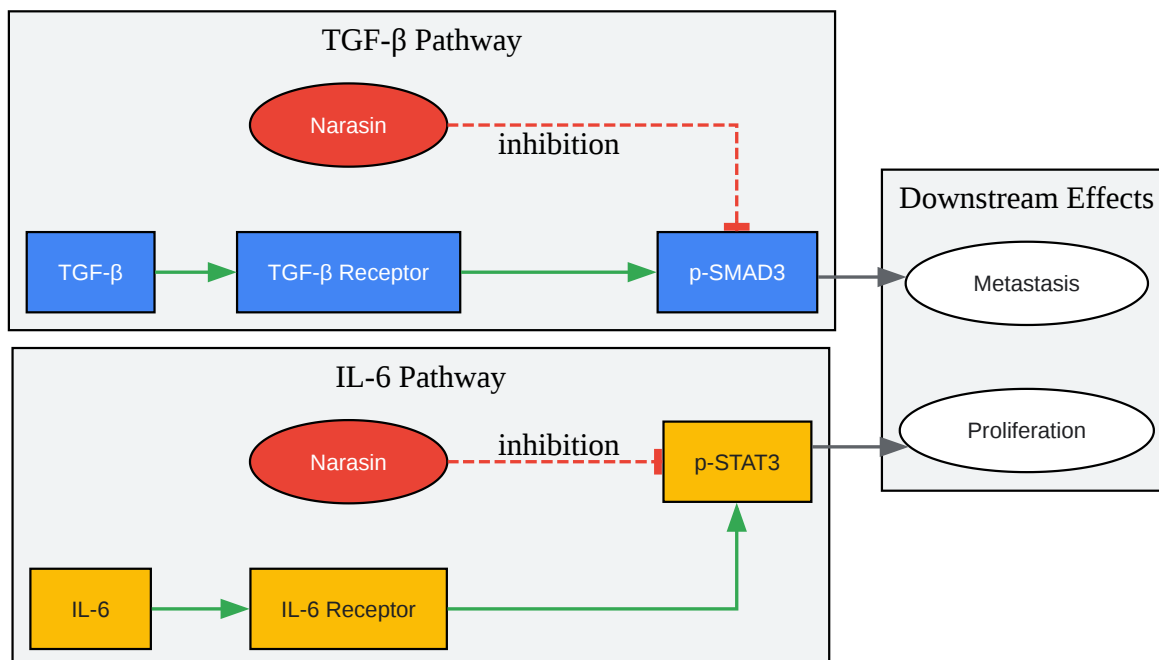 TGF-β Pathway
Narasin
inhibition
TGF-β
TGF-β Receptor
p-SMAD3
Downstream Effects
Metastasis
Proliferation
IL-6 Pathway
Narasin
inhibition
p-STAT3
IL-6
IL-6 Receptor